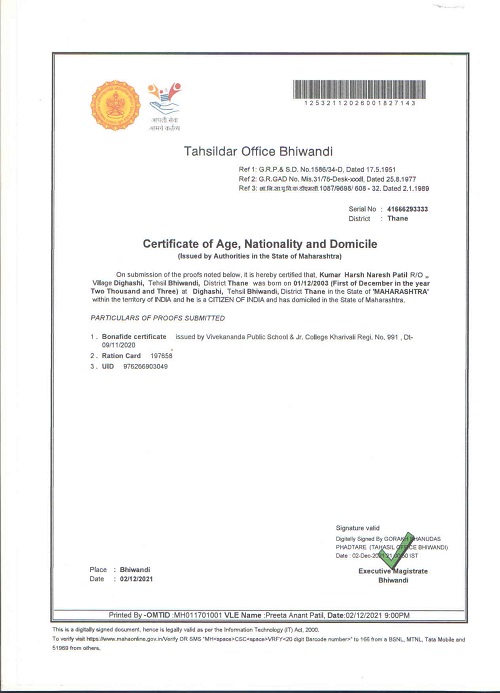 आपली सेवा
आमचे कर्तव्य
12532112026001827143
Tahsildar Office Bhiwandi
Ref 1: G.R.P.& S.D. No.1586/34-D, Dated 17.5.1951
Ref 2: G.R.GAD No. Mis.31/76-Desk-xxxII, Dated 25.8.1977
Ref 3: 1087/9698/ 606 - 32. Dated 2.1.1989
Serial No : 41666293333
District : Thane
Certificate of Age, Nationality and Domicile
(Issued by Authorities in the State of Maharashtra)
On submission of the proofs noted below, it is hereby certified that, Kumar Harsh Naresh Patil R/O ,,
Village Dighashi, Tehsil Bhiwandi, District Thane was born on 01/12/2003 (First of December in the year
Two Thousand and Three) at Dighashi, Tehsil Bhiwandi, District Thane in the State of 'MAHARASHTRA'
within the territory of INDIA and he is a CITIZEN OF INDIA and has domiciled in the State of Maharashtra.
PARTICULARS OF PROOFS SUBMITTED
1 . Bonafide certificate issued by Vivekananda Public School & Jr. College Kharivali Regi, No, 991 , Dt-
09/11/2020
2 . Ration Card 197658
3 . UID 976266903049
Signature valid
Digitally Signed By GORAKH BHANUDAS
PHADTARE (TAHASIL OFFICE BHIWANDI)
Date : 02-Dec-2021 IST
Executive Magistrate
Bhiwandi
Place : Bhiwandi
Date : 02/12/2021
Printed By -OMTID :MH011701001 VLE Name :Preeta Anant Patil, Date:02/12/2021 9:00PM
This is a digitally signed document, hence is legally valid as per the Information Technology (IT) Act, 2000.
To verify visit https://www.mahaonline.gov.in/Verify OR SMS "MH<space>CSC<space>VRFY<20 digit Barcode number>" to 166 from a BSNL, MTNL, Tata Mobile and
51969 from others.